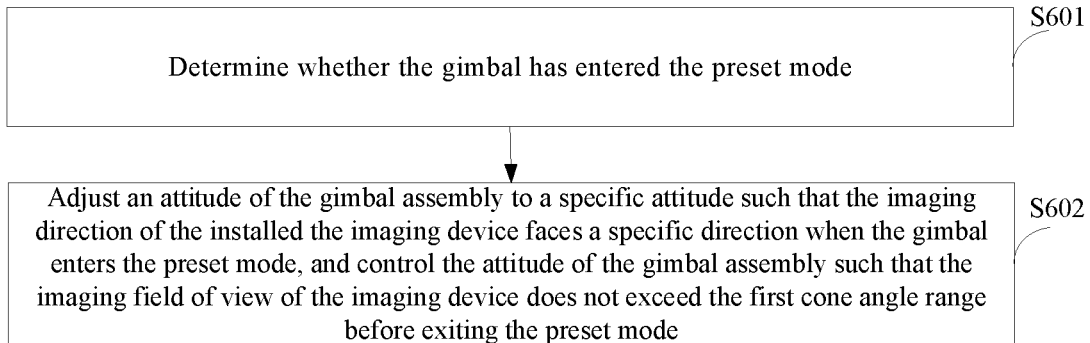 S601
Determine whether the gimbal has entered the preset mode
S602
Adjust an attitude of the gimbal assembly to a specific attitude such that the imaging
direction of the installed the imaging device faces a specific direction when the gimbal
enters the preset mode, and control the attitude of the gimbal assembly such that the
imaging field of view of the imaging device does not exceed the first cone angle range
before exiting the preset mode